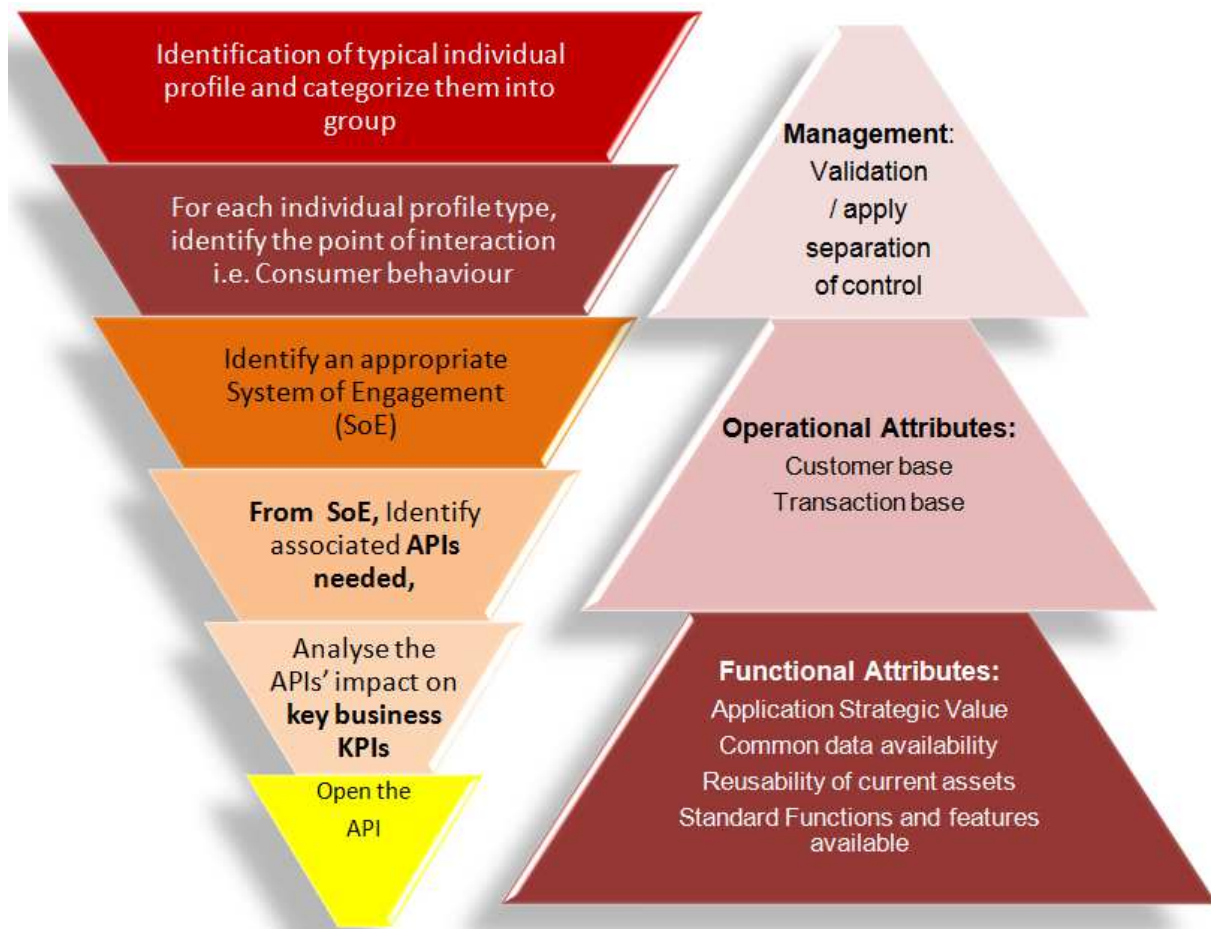 Identification of typical individual
profile and categorize them into
group
For each individual profile type,
identify the point of interaction
i.e. Consumer behaviour
Identify an appropriate
System of Engagement
(SoE)
From SoE, Identify
associated APIs
needed,
Analyse the
APIs’ impact on
key business
KPIs
Open the
API
Management:
Validation
/ apply
separation
of control
Operational Attributes:
Customer base
Transaction base
Functional Attributes:
Application Strategic Value
Common data availability
Reusability of current assets
Standard Functions and features
available